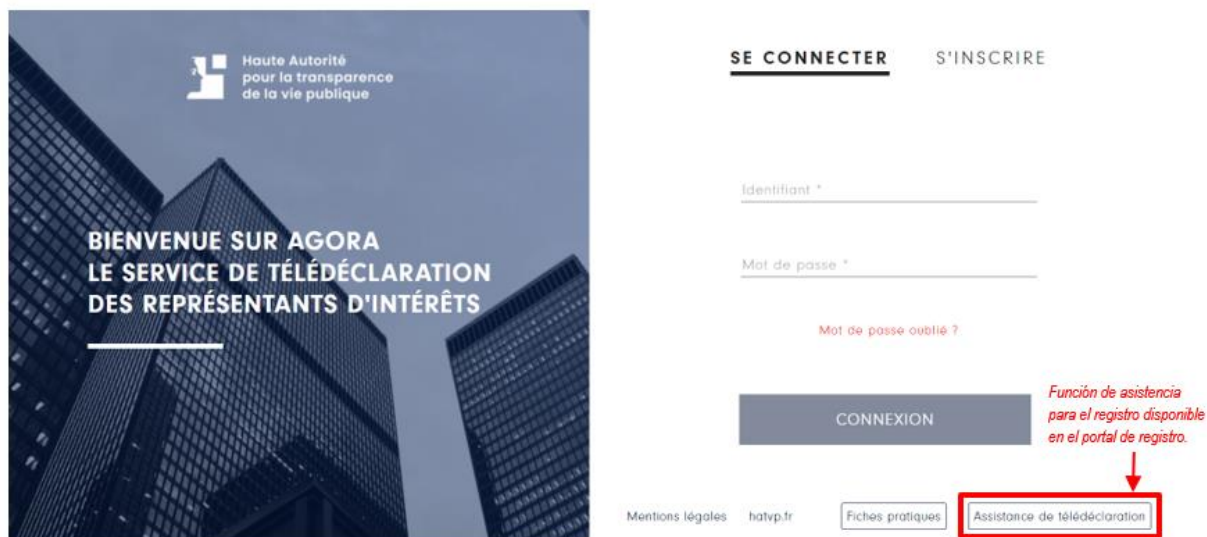 Haute Autorité
pour la transparence
de la vie publique
BIENVENUE SUR AGORA
LE SERVICE DE TÉLÉDÉCLARATION
DES REPRÉSENTANTS D'INTÉRÊTS
SE CONNECTER S'INSCRIRE
Identifiant *
Mot de passe *
Mot de passe oublié ?
CONNEXION
Función de asistencia
para el registro disponible
en el portal de registro.
Mentions légales hatvp.fr Fiches pratiques Assistance de télédéclaration